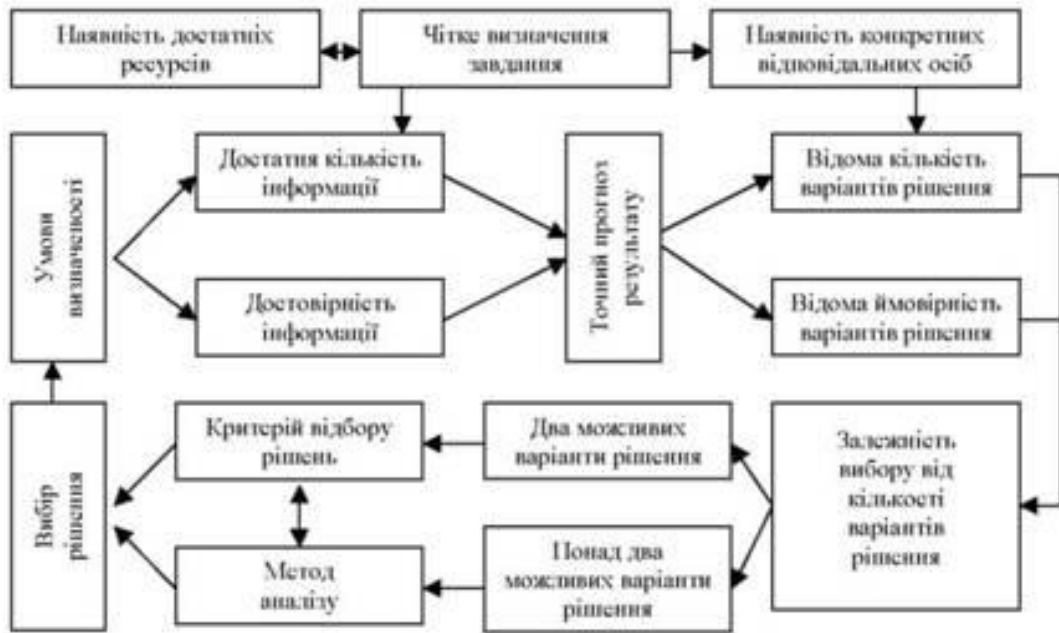 Наявність достатніх
ресурсів
Чітке визначення
завдання
Наявність конкретних
відповідальних осіб
Умови
визначеності
Достатня кількість
інформації
Достовірність
інформації
Точний прогноз
результату
Відома кількість
варіантів рішення
Відома ймовірність
варіантів рішення
Вибір
рішення
Критерій відбору
рішень
Метод
аналізу
Два можливих
варіанти рішення
Понад два
можливих варіанти
рішення
Залежність
вибору від
кількості
варіантів
рішення